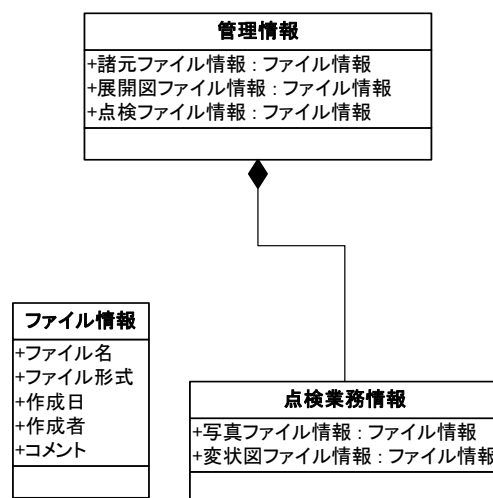 管理情報
+諸元ファイル情報 : ファイル情報
+展開図ファイル情報 : ファイル情報
+点検ファイル情報 : ファイル情報
ファイル情報
+ファイル名
+ファイル形式
+作成日
+作成者
+コメント
点検業務情報
+写真ファイル情報 : ファイル情報
+変状図ファイル情報 : ファイル情報